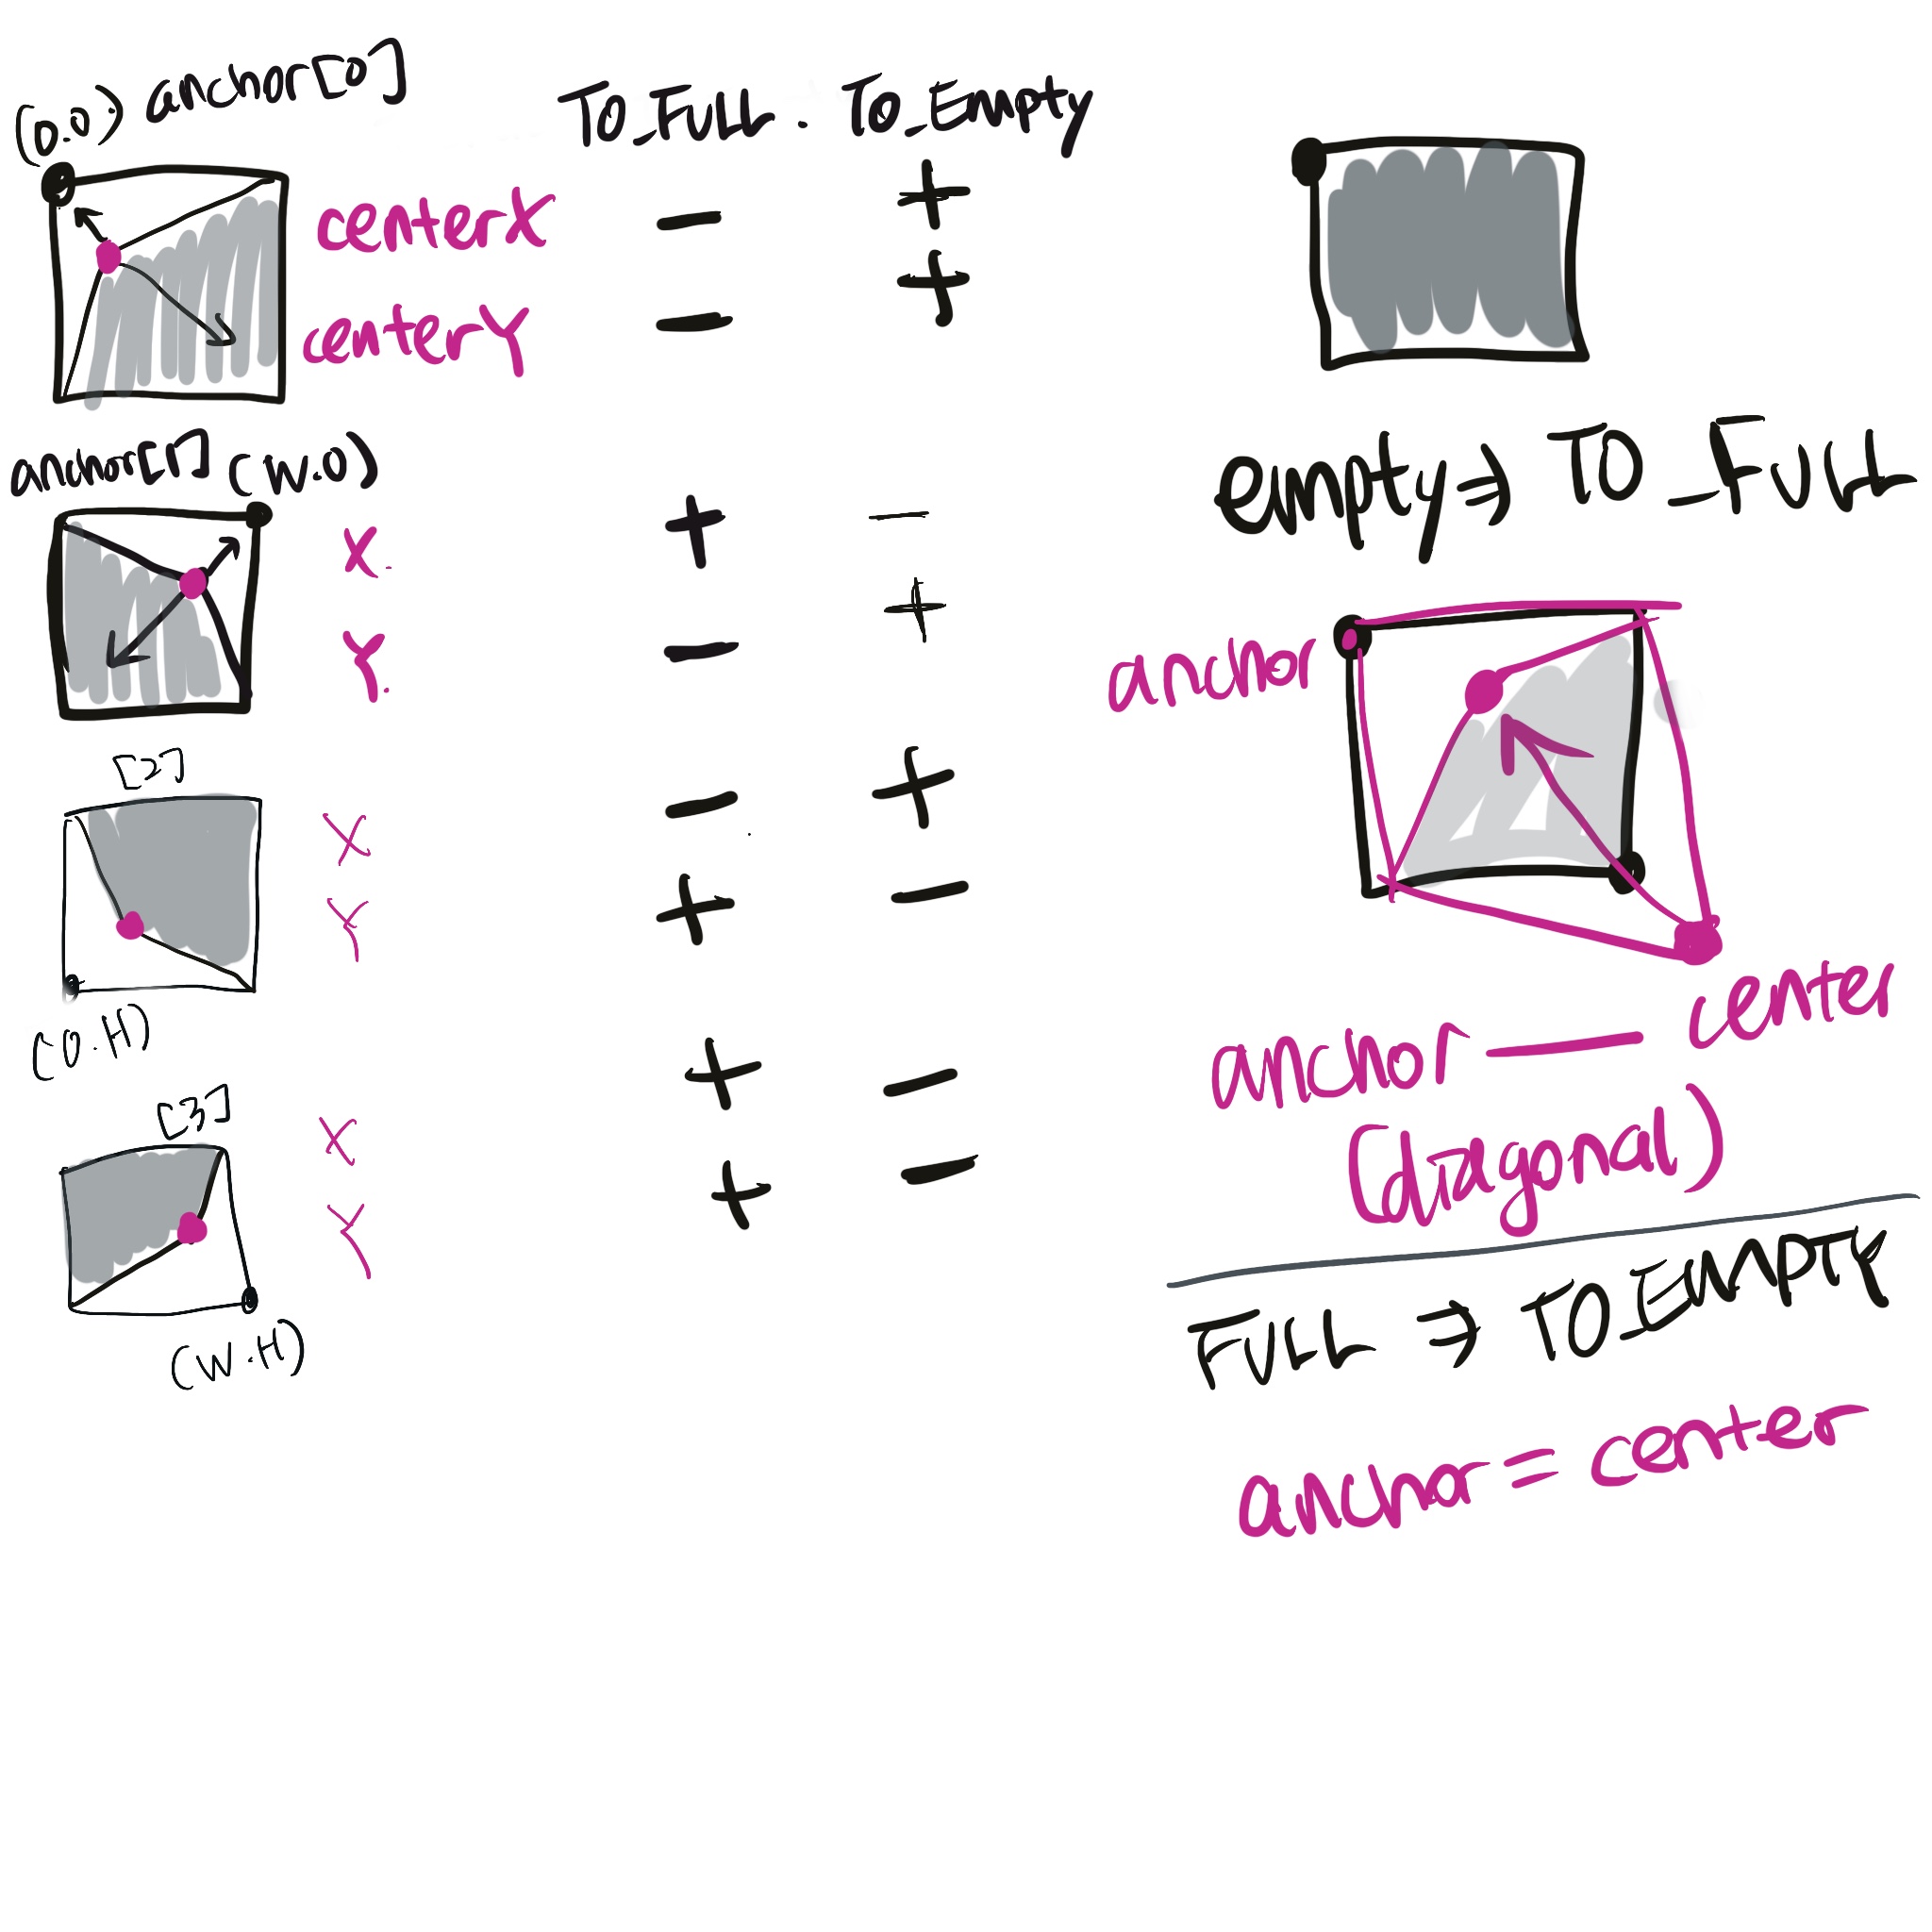 (0.0) anchor[0]
To_FULL. To_Empty
centerX - +
centerY - +
anchor[1] (W.0)
X. + -
Y. - +
[2]
X - +
Y + -
(0.H)
[3]
X + -
Y + -
(W.H)
empty ⇒ TO_FULL
anchor
center
anchor —
(diagonal)
FULL ⇒ TO_EMPTY
anchor = center